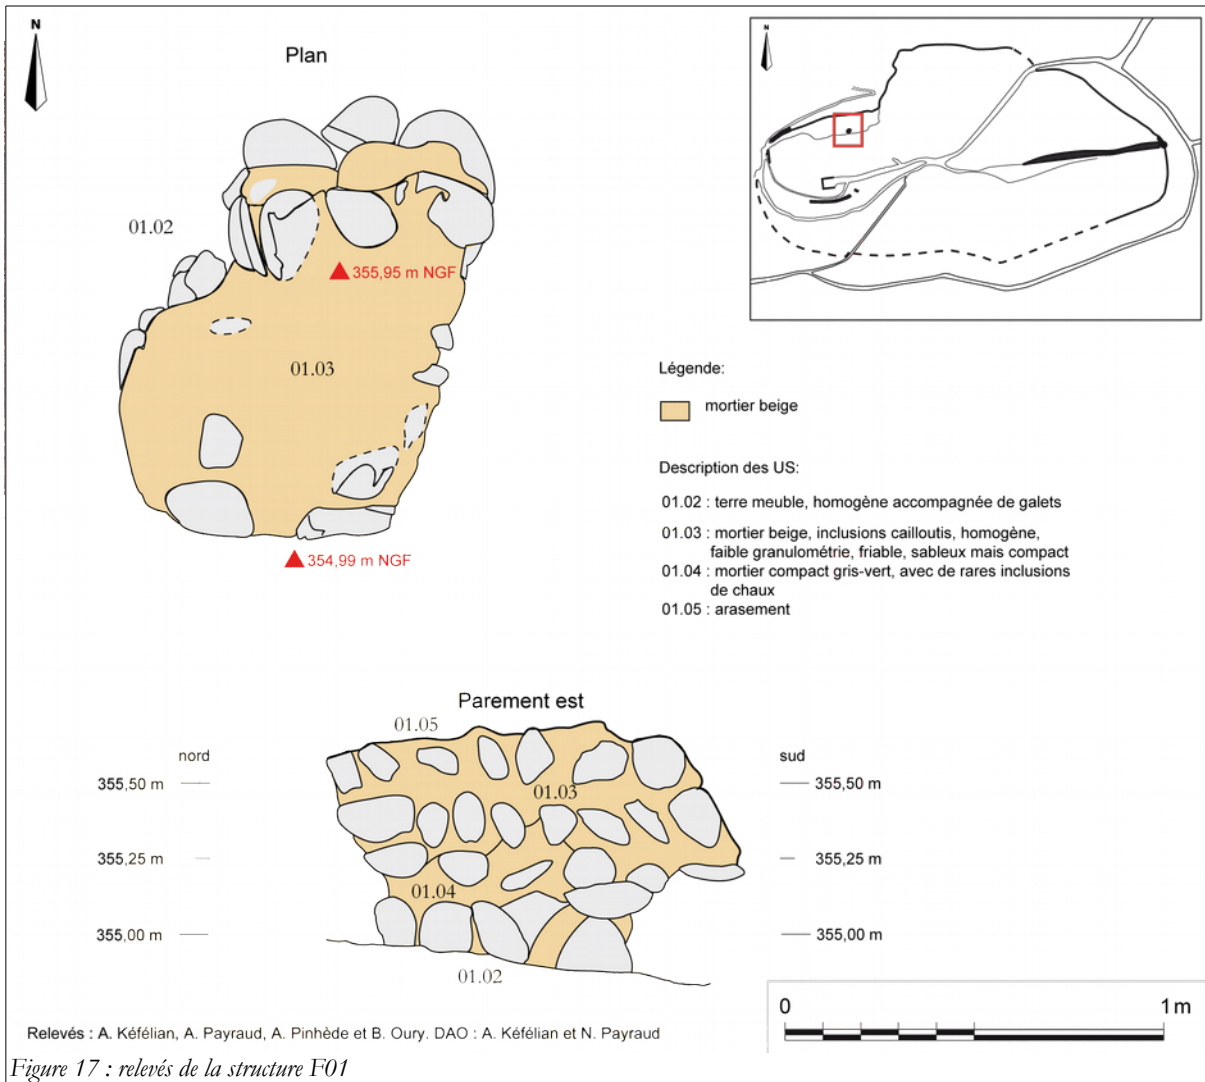 N
Plan
N
01.02
355,95 m NGF
01.03
354,99 m NGF
Légende:
mortier beige
Description des US:
01.02 : terre meuble, homogène accompagnée de galets
01.03 : mortier beige, inclusions cailloutis, homogène,
faible granulométrie, friable, sableux mais compact
01.04 : mortier compact gris-vert, avec de rares inclusions
de chaux
01.05 : arasement
Parement est
01.05
nord
sud
355,50 m
355,50 m
01.03
355,25 m
355,25 m
01.04
355,00 m
355,00 m
01.02
0
1 m
Relevés : A. Kéfélian, A. Payraud, A. Pinhède et B. Oury. DAO : A. Kéfélian et N. Payraud
Figure 17 : relevés de la structure F01